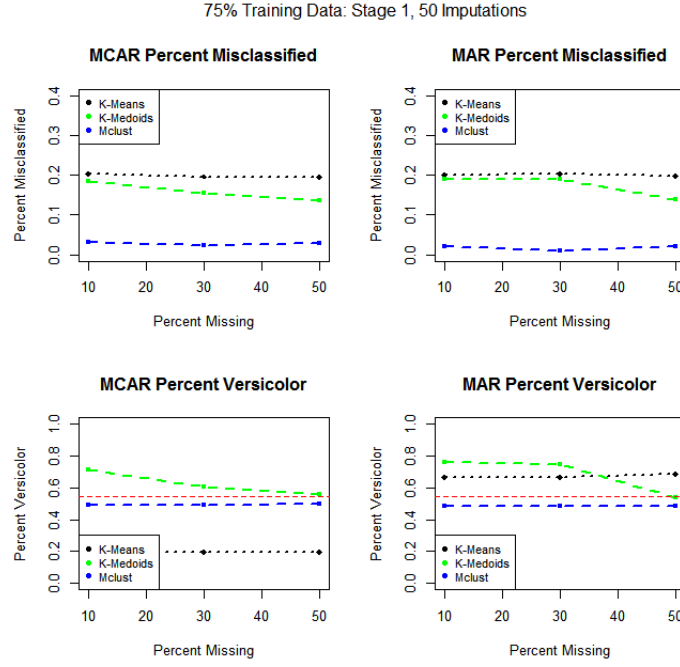 75% Training Data: Stage 1, 50 Imputations
MCAR Percent Misclassified
Percent Misclassified
0.0 0.1 0.2 0.3 0.4
K-Means
K-Medoids
Mclust
10 20 30 40 50
Percent Missing
MAR Percent Misclassified
Percent Misclassified
0.0 0.1 0.2 0.3 0.4
K-Means
K-Medoids
Mclust
10 20 30 40 50
Percent Missing
MCAR Percent Versicolor
Percent Versicolor
0.0 0.2 0.4 0.6 0.8 1.0
K-Means
K-Medoids
Mclust
10 20 30 40 50
Percent Missing
MAR Percent Versicolor
Percent Versicolor
0.0 0.2 0.4 0.6 0.8 1.0
K-Means
K-Medoids
Mclust
10 20 30 40 50
Percent Missing